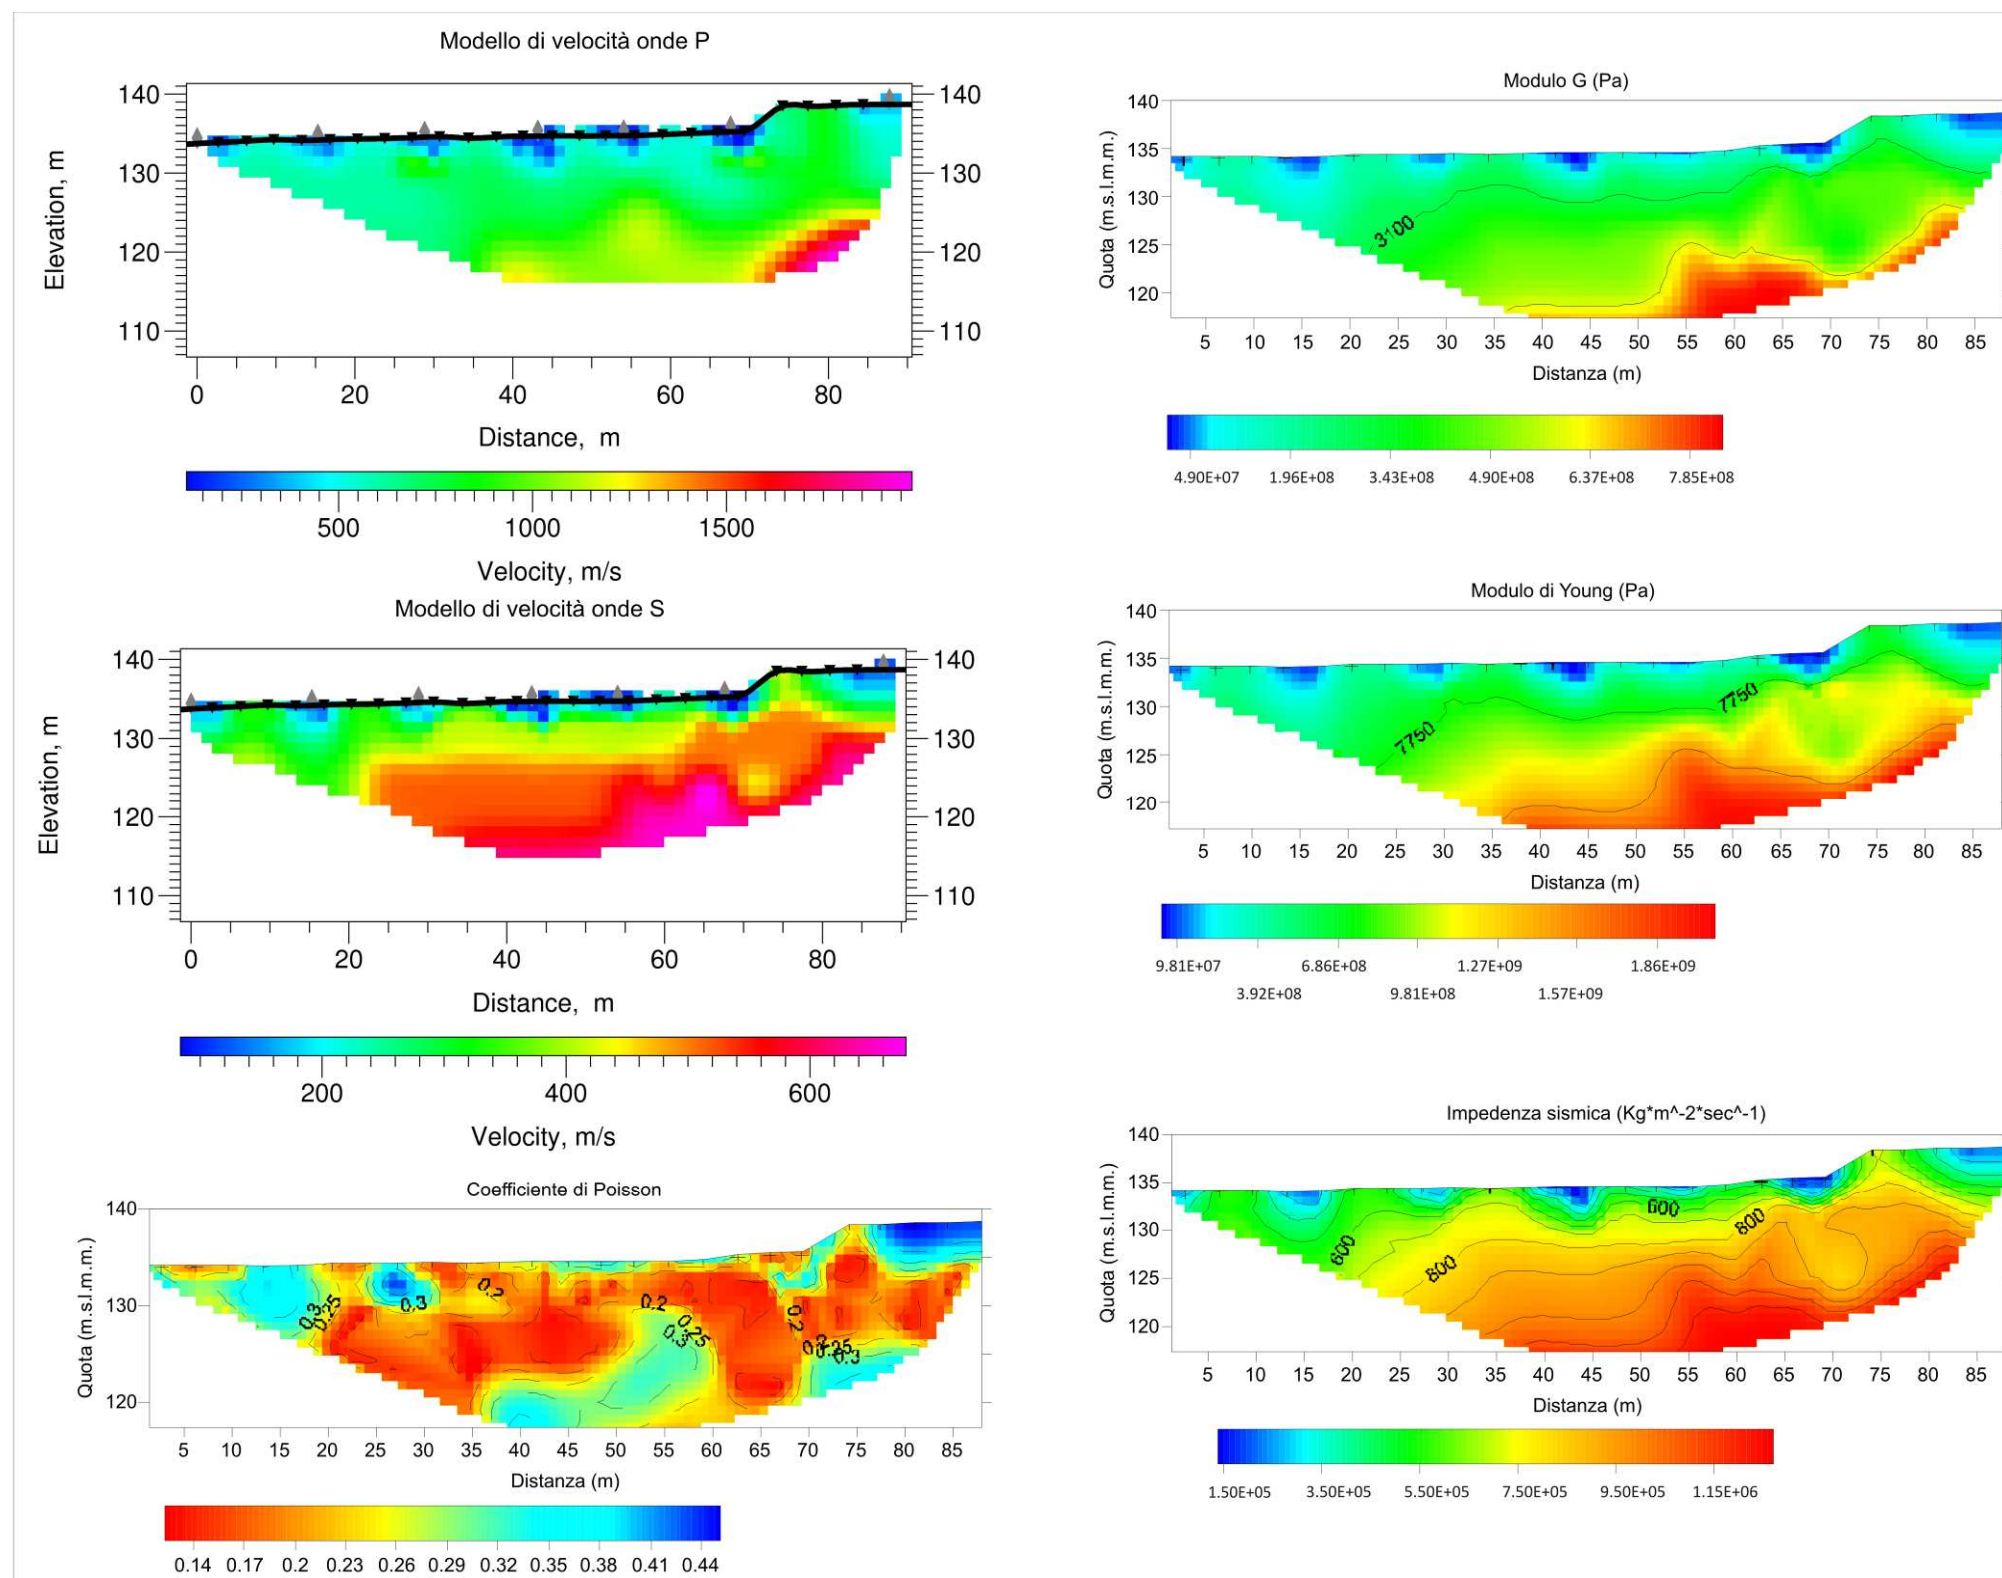 Modello di velocità onde P
140
140
130
130
120
120
110
110
Elevation, m
0 20 40 60 80
Distance, m
500 1000 1500
Velocity, m/s
Modello di velocità onde S
140
140
130
130
120
120
110
110
Elevation, m
0 20 40 60 80
Distance, m
200 400 600
Velocity, m/s
Coefficiente di Poisson
140
130
120
Quota (m.s.l.m.m.)
0.3
0.25
0.3
0.2
0.2
0.25
0.3
0.2
0.25
0.3
5 10 15 20 25 30 35 40 45 50 55 60 65 70 75 80 85
Distanza (m)
0.14 0.17 0.2 0.23 0.26 0.29 0.32 0.35 0.38 0.41 0.44
Modulo G (Pa)
140
135
130
125
120
Quota (m.s.l.m.m.)
3100
5 10 15 20 25 30 35 40 45 50 55 60 65 70 75 80 85
Distanza (m)
4.90E+07 1.96E+08 3.43E+08 4.90E+08 6.37E+08 7.85E+08
Modulo di Young (Pa)
140
135
130
125
120
Quota (m.s.l.m.m.)
7750
7750
5 10 15 20 25 30 35 40 45 50 55 60 65 70 75 80 85
Distanza (m)
9.81E+07 6.86E+08 1.27E+09 1.86E+09
3.92E+08 9.81E+08 1.57E+09
Impedenza sismica (Kg*m^-2*sec^-1)
140
135
130
125
120
Quota (m.s.l.m.m.)
600
800
600
800
5 10 15 20 25 30 35 40 45 50 55 60 65 70 75 80 85
Distanza (m)
1.50E+05 3.50E+05 5.50E+05 7.50E+05 9.50E+05 1.15E+06